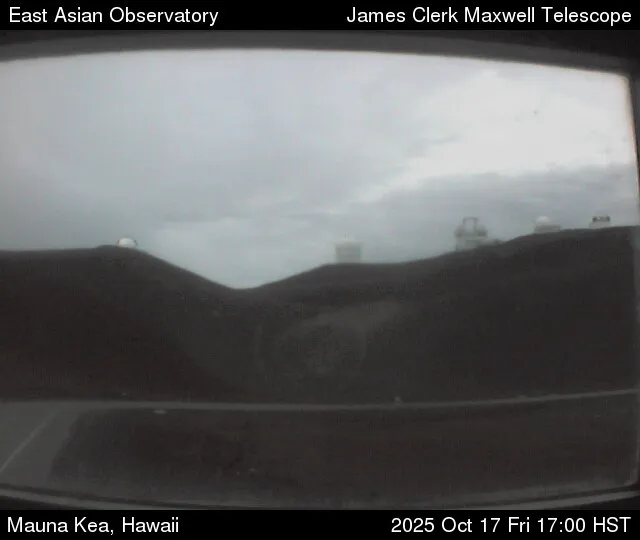 East Asian Observatory
James Clerk Maxwell Telescope
Mauna Kea, Hawaii
2025 Oct 17 Fri 17:00 HST